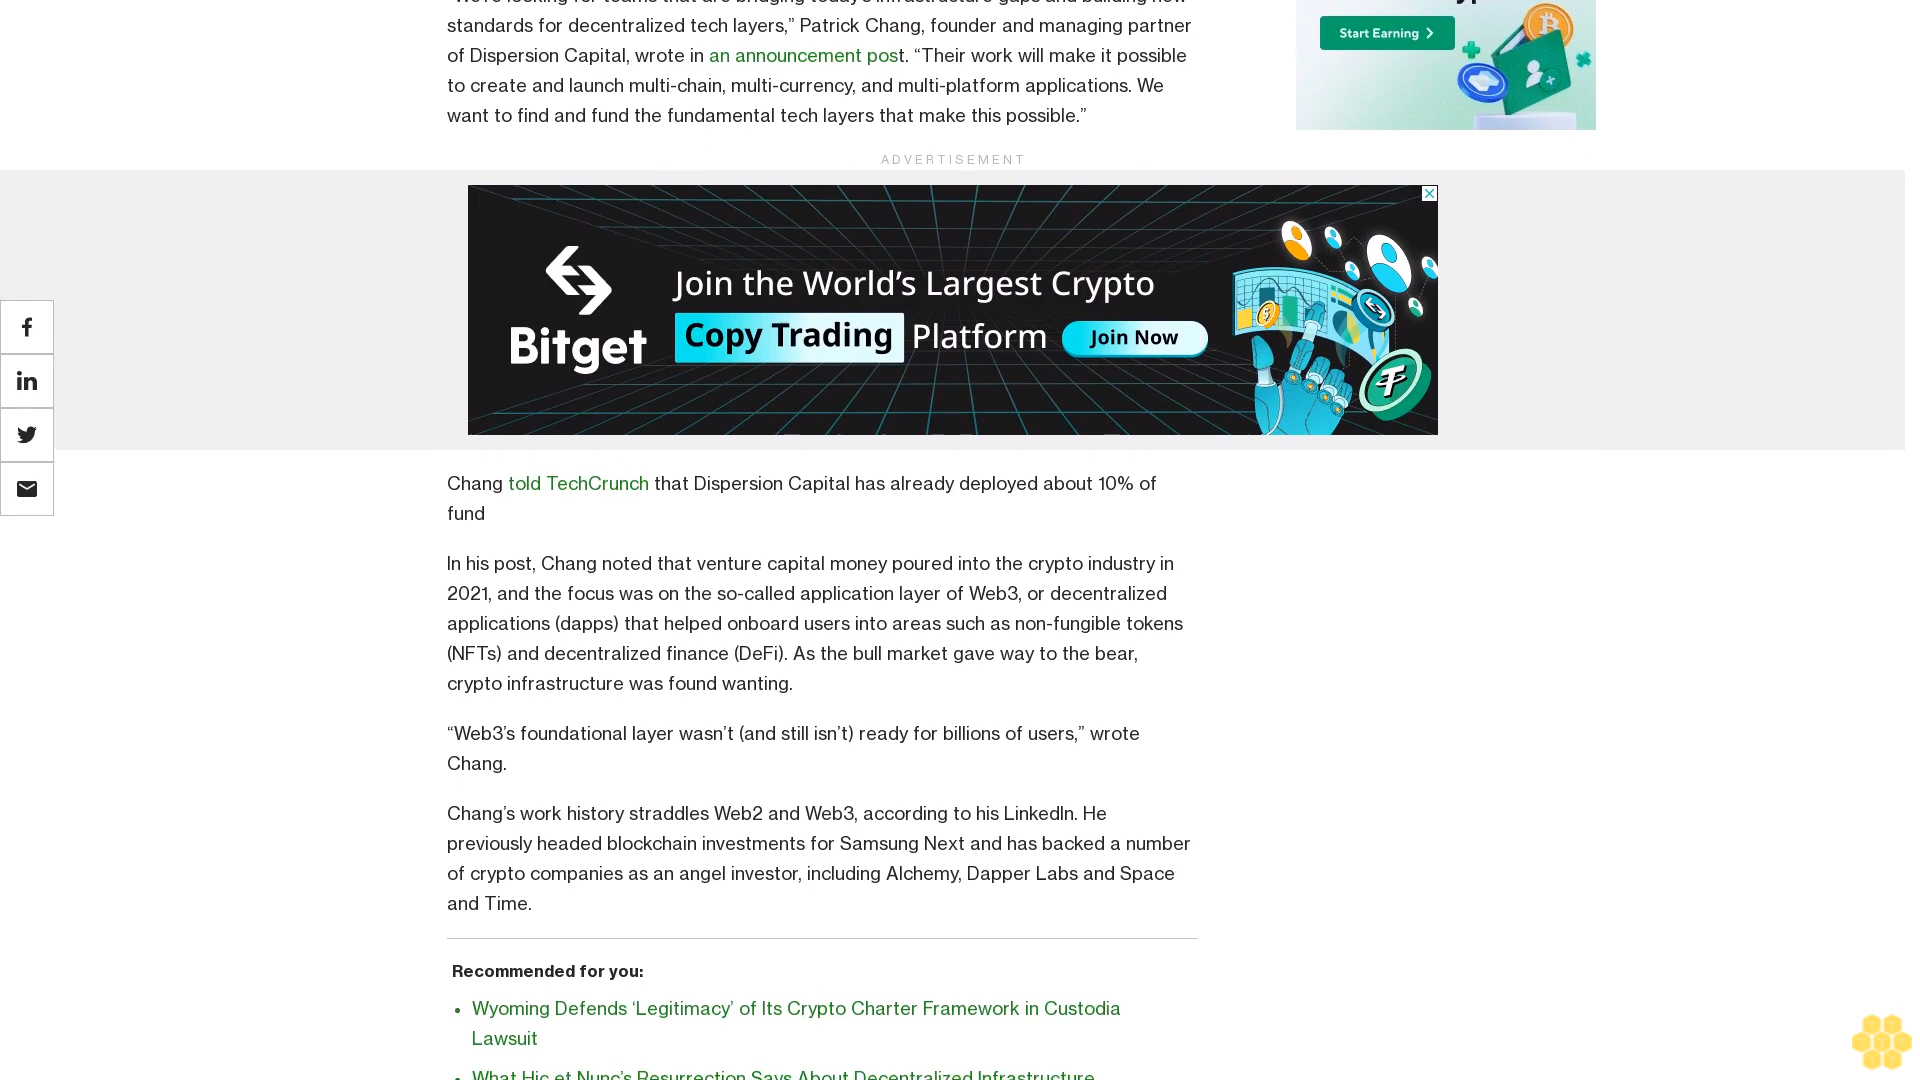 standards for decentralized tech layers,” Patrick Chang, founder and managing partner
of Dispersion Capital, wrote in an announcement post. “Their work will make it possible
to create and launch multi-chain, multi-currency, and multi-platform applications. We
want to find and fund the fundamental tech layers that make this possible.”
Start Earning
ADVERTISEMENT
Bitget
Join the World’s Largest Crypto
Copy Trading Platform
Join Now
Chang told TechCrunch that Dispersion Capital has already deployed about 10% of
fund
In his post, Chang noted that venture capital money poured into the crypto industry in
2021, and the focus was on the so-called application layer of Web3, or decentralized
applications (dapps) that helped onboard users into areas such as non-fungible tokens
(NFTs) and decentralized finance (DeFi). As the bull market gave way to the bear,
crypto infrastructure was found wanting.
“Web3’s foundational layer wasn’t (and still isn’t) ready for billions of users,” wrote
Chang.
Chang’s work history straddles Web2 and Web3, according to his LinkedIn. He
previously headed blockchain investments for Samsung Next and has backed a number
of crypto companies as an angel investor, including Alchemy, Dapper Labs and Space
and Time.
Recommended for you:
Wyoming Defends ‘Legitimacy’ of Its Crypto Charter Framework in Custodia
Lawsuit
What Hic et Nunc’s Resurrection Says About Decentralized Infrastructure